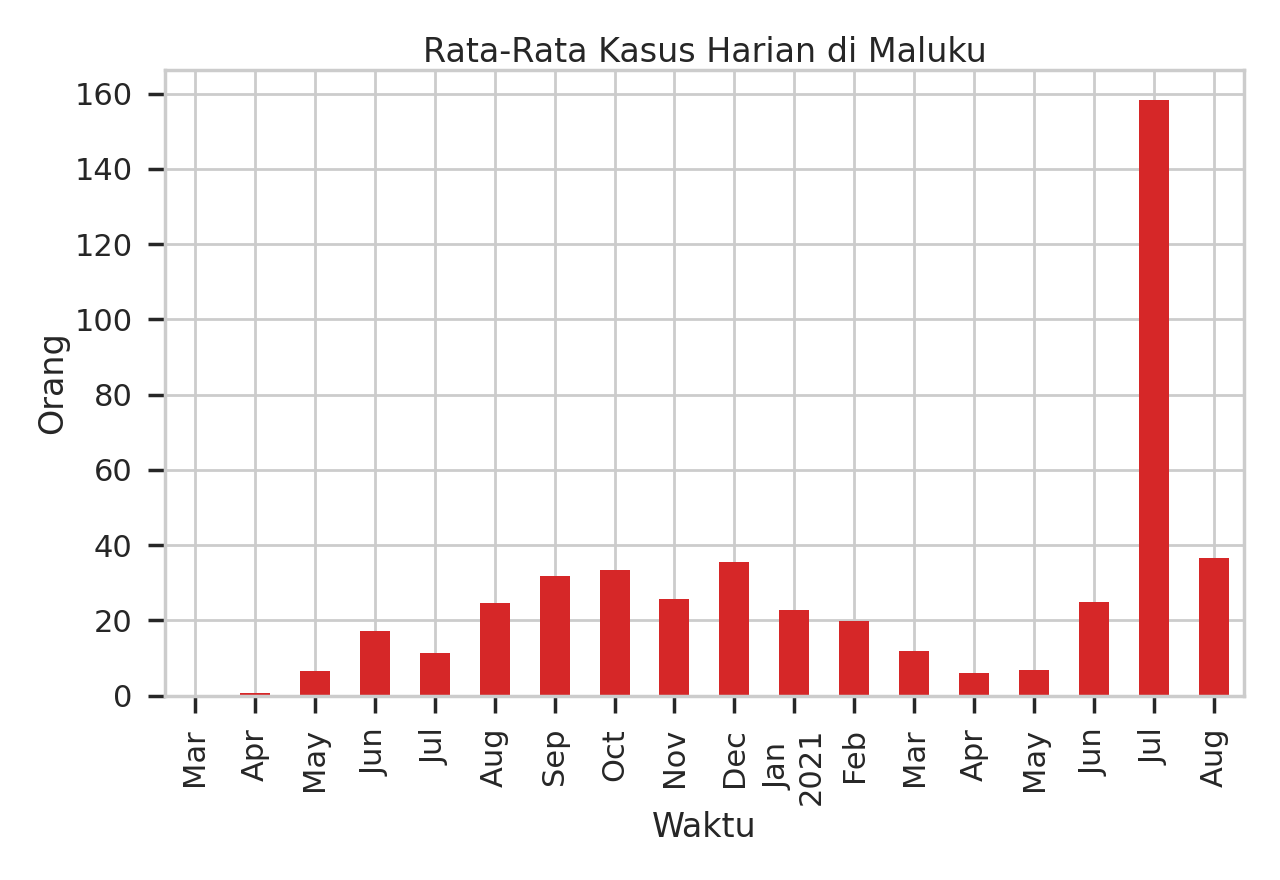 Rata-Rata Kasus Harian di Maluku
160
140
120
100
80
60
40
20
0
Orang
Mar
Apr
May
Jun
Jul
Aug
Sep
Oct
Nov
Dec
Jan
2021
Feb
Mar
Apr
May
Jun
Jul
Aug
Waktu